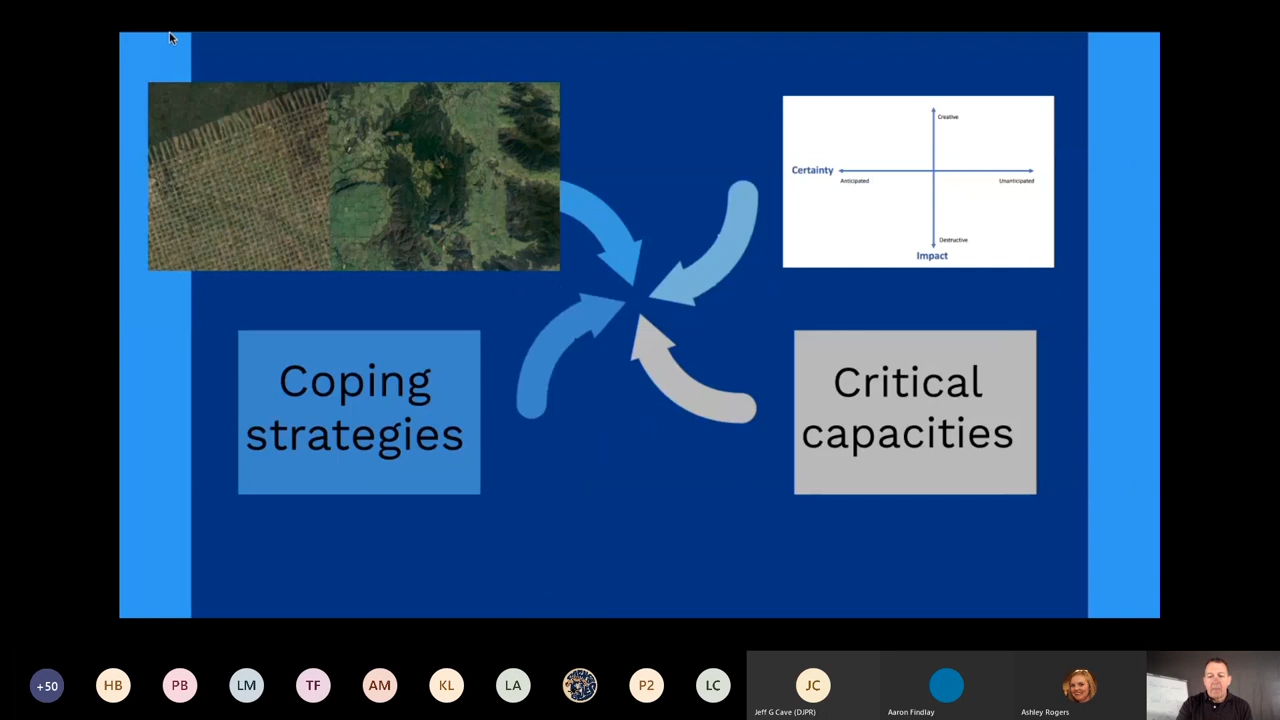 Creative
Certainty
Anticipated
Unanticipated
Destructive
Impact
Coping
strategies
Critical
capacities
+50
HB
PB
LM
TF
AM
KL
LA
P2
LC
JC
Jeff G Cave (DJPR)
Aaron Findlay
Ashley Rogers